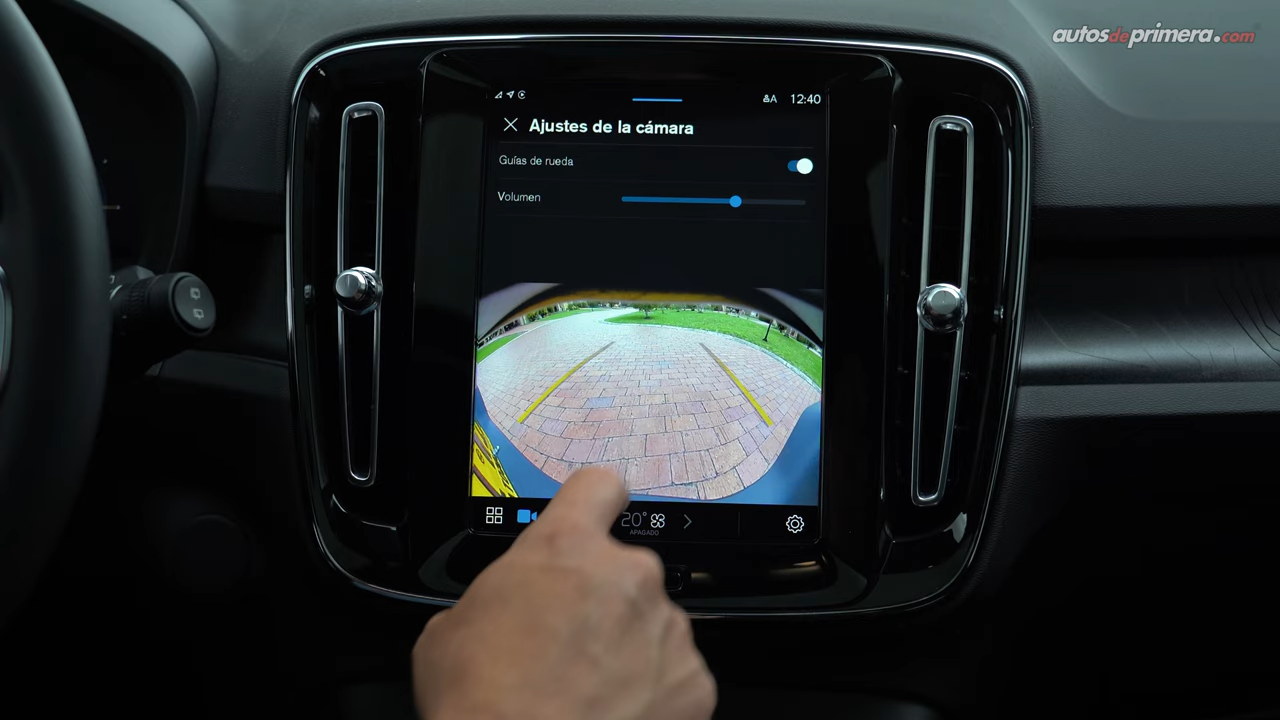 autosdeprimera.com
A 12:40
Ajustes de la cámara
Guías de rueda
Volumen
20°
APAGADO